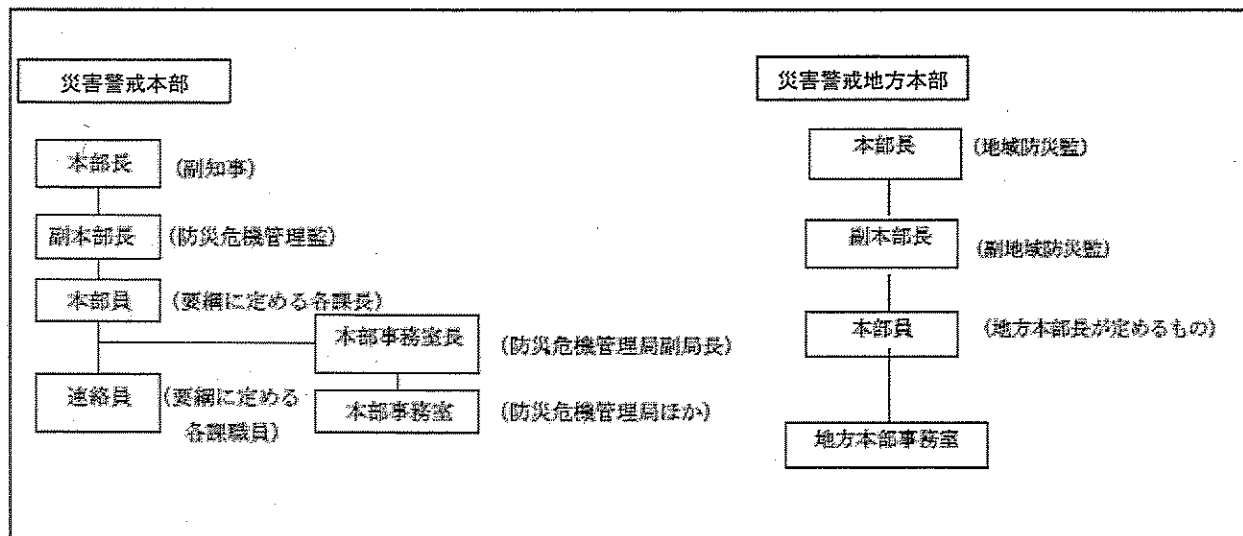 災害警戒本部
本部長 (副知事)
副本部長 (防災危機管理監)
本部員 (要綱に定める各課長)
本部事務室長 (防災危機管理局副局長)
連絡員 (要綱に定める
各課職員)
本部事務室 (防災危機管理局ほか)
災害警戒地方本部
本部長 (地域防災監)
副本部長 (副地域防災監)
本部員 (地方本部長が定めるもの)
地方本部事務室